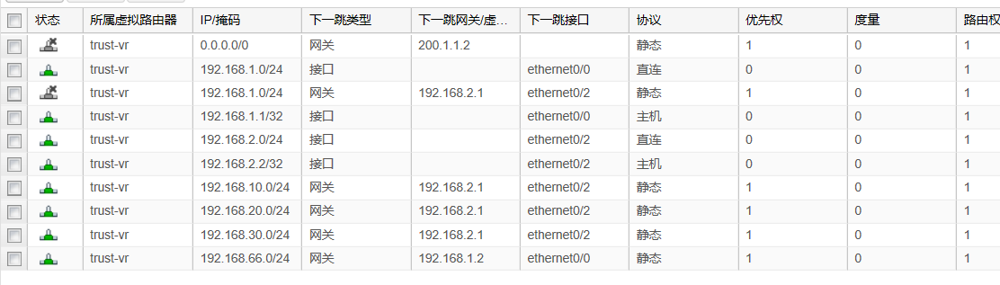 状态 所属虚拟路由器 IP/掩码 下一跳类型 下一跳网关/虚... 下一跳接口 协议 优先权 度量 路由权
trust-vr 0.0.0.0/0 网关 200.1.1.2 静态 1 0 1
trust-vr 192.168.1.0/24 接口 ethernet0/0 直连 0 0 1
trust-vr 192.168.1.0/24 网关 192.168.2.1 ethernet0/2 静态 1 0 1
trust-vr 192.168.1.1/32 接口 ethernet0/0 主机 0 0 1
trust-vr 192.168.2.0/24 接口 ethernet0/2 直连 0 0 1
trust-vr 192.168.2.2/32 接口 ethernet0/2 主机 0 0 1
trust-vr 192.168.10.0/24 网关 192.168.2.1 ethernet0/2 静态 1 0 1
trust-vr 192.168.20.0/24 网关 192.168.2.1 ethernet0/2 静态 1 0 1
trust-vr 192.168.30.0/24 网关 192.168.2.1 ethernet0/2 静态 1 0 1
trust-vr 192.168.66.0/24 网关 192.168.1.2 ethernet0/0 静态 1 0 1